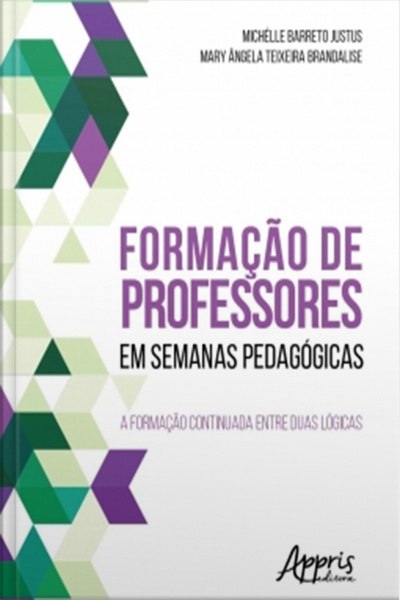 MICHÉLLE BARRETO JUSTUS
MARY ÂNGELA TEIXEIRA BRANDALISE
FORMAÇÃO DE
PROFESSORES
EM SEMANAS PEDAGÓGICAS
A FORMAÇÃO CONTINUADA ENTRE DUAS LÓGICAS
Appris
editora